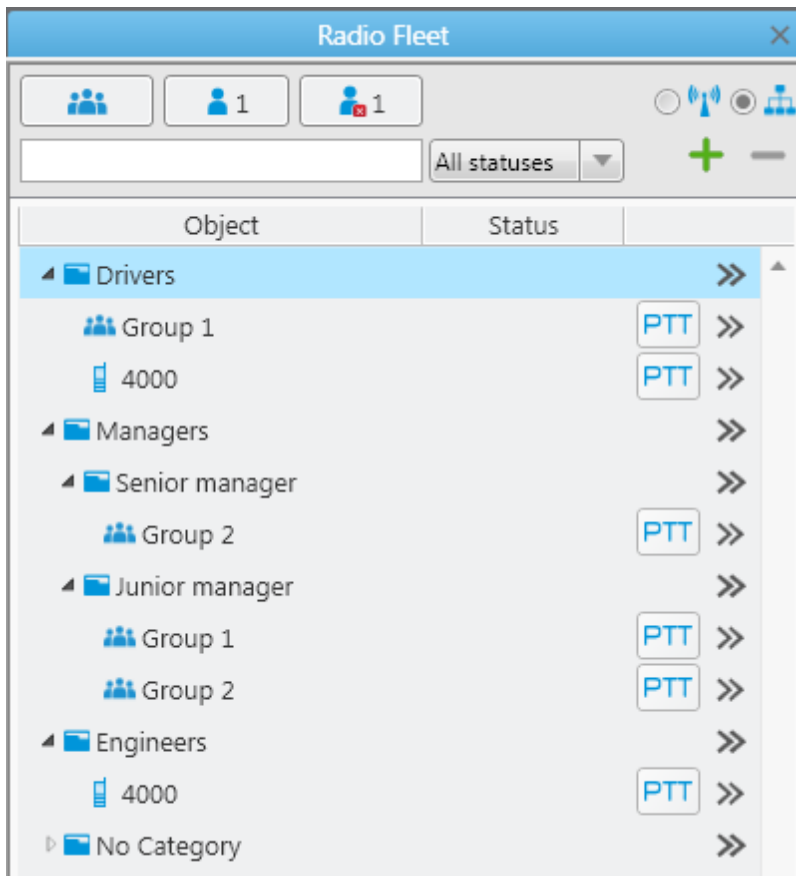 Radio Fleet
1 1
All statuses
Object Status
Drivers
Group 1 PTT
4000 PTT
Managers
Senior manager
Group 2 PTT
Junior manager
Group 1 PTT
Group 2 PTT
Engineers
4000 PTT
No Category